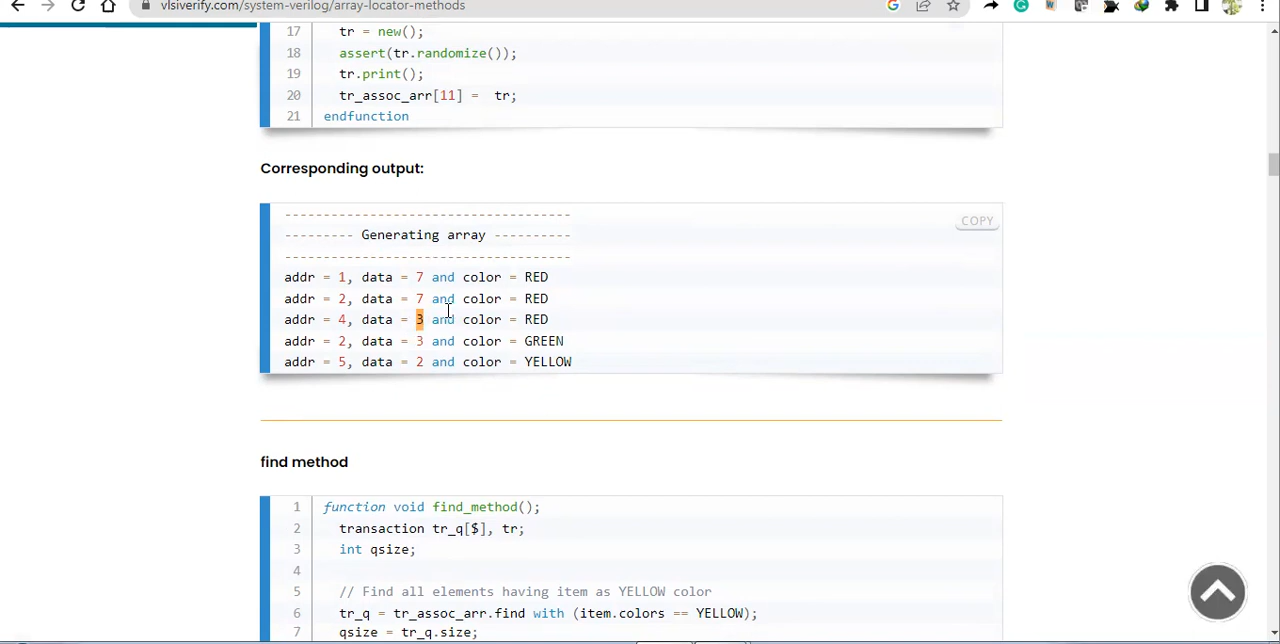 vlsiverify.com/system-verilog/array-locator-methods
17 tr = new();
18 assert(tr.randomize());
19 tr.print();
20 tr_assoc_arr[11] = tr;
21 endfunction
Corresponding output:
COPY
-------------------------------------
--------- Generating array ----------
-------------------------------------
addr = 1, data = 7 and color = RED
addr = 2, data = 7 and color = RED
addr = 4, data = 3 and color = RED
addr = 2, data = 3 and color = GREEN
addr = 5, data = 2 and color = YELLOW
find method
1 function void find_method();
2 transaction tr_q[$], tr;
3 int qsize;
4
5 // Find all elements having item as YELLOW color
6 tr_q = tr_assoc_arr.find with (item.colors == YELLOW);
7 qsize = tr_q.size;